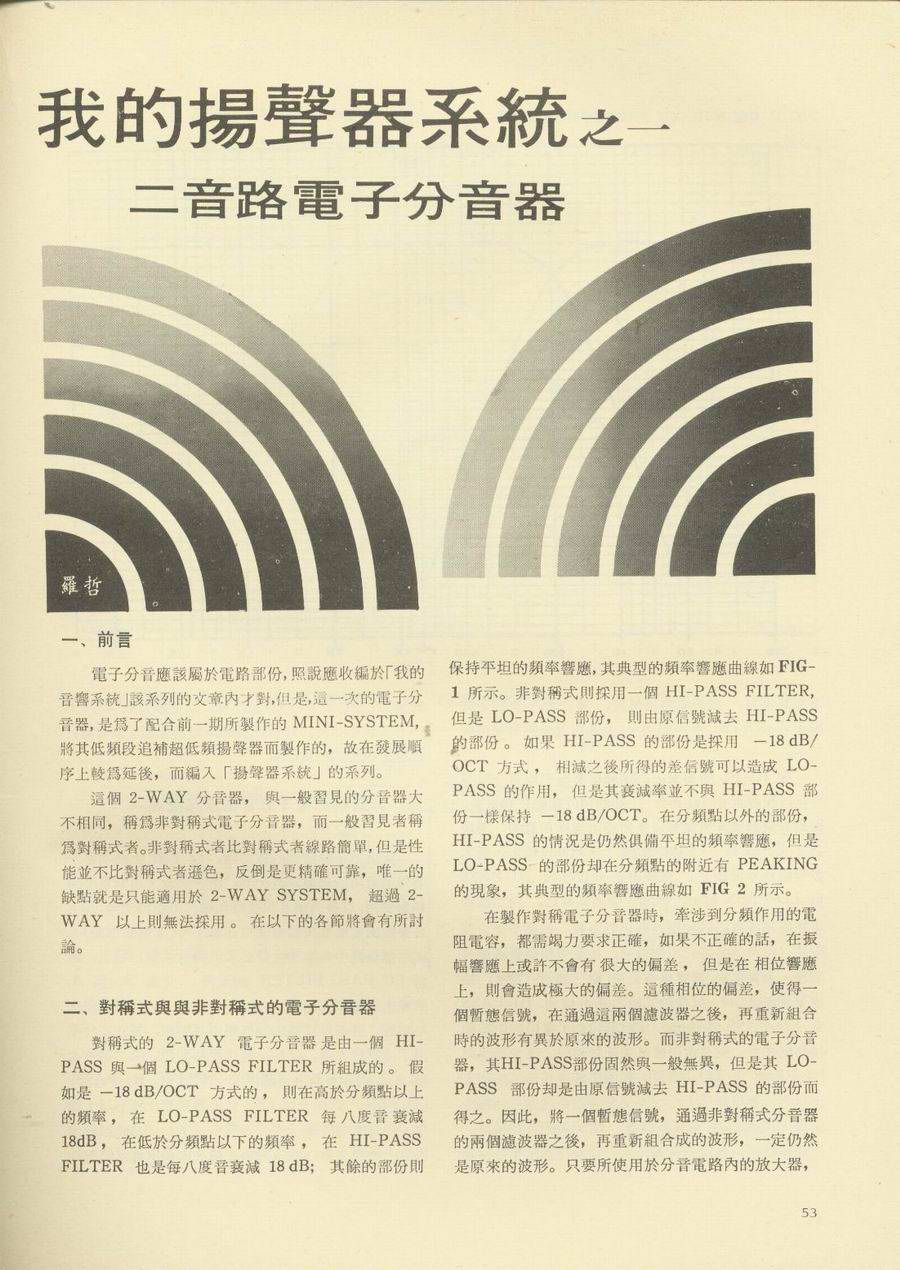 我的揚聲器系統之一
二音路電子分音器
羅哲
一、前言
電子分音應該屬於電路部份,照說應收編於「我的
音響系統」該系列的文章內才對,但是,這一次的電子分
音器,是爲了配合前一期所製作的 MINI-SYSTEM,
將其低頻段追補超低頻揚聲器而製作的，故在發展順
序上較爲延後，而編入「揚聲器系統」的系列。
這個 2-WAY 分音器， 與一般習見的分音器大
不相同，稱爲非對稱式電子分音器，而一般習見者稱
爲對稱式者。非對稱式者比對稱式者線路簡單,但是性
能並不比對稱式者遜色，反倒是更精確可靠，唯一的
缺點就是只能適用於 2-WAY SYSTEM， 超過 2-
WAY 以上則無法採用 。 在以下的各節將會有所討
論。
二、對稱式與與非對稱式的電子分音器
對稱式的 2-WAY 電子分音器 是由一個 HI-
PASS 與一個 LO-PASS FILTER 所組成的。 假
如是 －18 dB/OCT 方式的 ， 則在高於分頻點以上
的頻率 ， 在 LO-PASS FILTER 每 八度音 衰減
18dB ， 在低於分頻點以下的頻率 ， 在 HI-PASS
FILTER 也是每八度音衰減 18 dB； 其餘的部份則
保持平坦的頻率響應,其典型的頻率響應曲線如 FIG-
1 所示。非對稱式則採用一個 HI-PASS FILTER,
但是 LO-PASS 部份， 則由原信號減去 HI-PASS
的部份 。 如果 HI-PASS 的部份是採用 －18 dB/
OCT 方式 ， 相減之後所得的差信號可以造成 LO-
PASS 的作用， 但是其衰減率並不與 HI-PASS 部
份一樣保持 －18 dB/OCT。 在分頻點以外的部份，
HI-PASS 的情況是仍然俱備平坦的頻率響應，但是
LO-PASS 的部份却在分頻點的附近有 PEAKING
的現象，其典型的頻率響應曲線如 FIG 2 所示。
在製作對稱電子分音器時，牽涉到分頻作用的電
阻電容，都需竭力要求正確，如果不正確的話，在振
幅響應上或許不會有 很大的偏差 ， 但是在 相位響應
上，則會造成極大的偏差。這種相位的偏差，使得一
個暫態信號，在通過這兩個濾波器之後，再重新組合
時的波形有異於原來的波形。而非對稱式的電子分音
器，其HI-PASS部份固然與一般無異，但是其 LO-
PASS 部份却是由原信號減去 HI-PASS 的部份而
得之。因此，將一個暫態信號，通過非對稱式分音器
的兩個濾波器之後，再重新組合成的波形，一定仍然
是原來的波形。只要所使用於分音電路內的放大器，
53